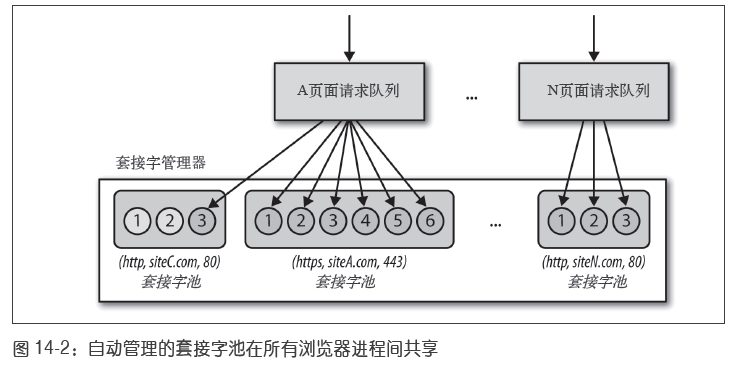 A页面请求队列 ... N页面请求队列
套接字管理器
1 2 3 1 2 3 4 5 6 ... 1 2 3
(http, siteC.com, 80) (https, siteA.com, 443) (http, siteN.com, 80)
套接字池 套接字池 套接字池
图 14-2：自动管理的套接字池在所有浏览器进程间共享